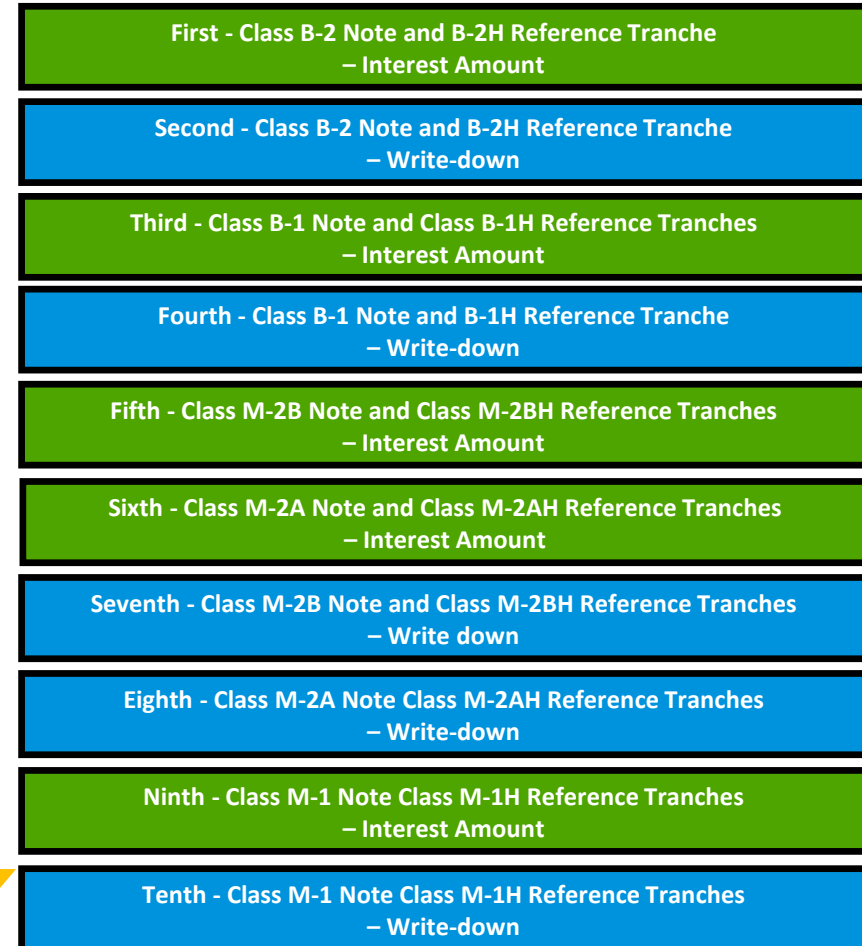 First - Class B-2 Note and B-2H Reference Tranche
– Interest Amount
Second - Class B-2 Note and B-2H Reference Tranche
– Write-down
Third - Class B-1 Note and Class B-1H Reference Tranches
– Interest Amount
Fourth - Class B-1 Note and B-1H Reference Tranche
– Write-down
Fifth - Class M-2B Note and Class M-2BH Reference Tranches
– Interest Amount
Sixth - Class M-2A Note and Class M-2AH Reference Tranches
– Interest Amount
Seventh - Class M-2B Note and Class M-2BH Reference Tranches
– Write down
Eighth - Class M-2A Note Class M-2AH Reference Tranches
– Write-down
Ninth - Class M-1 Note Class M-1H Reference Tranches
– Interest Amount
Tenth - Class M-1 Note Class M-1H Reference Tranches
– Write-down